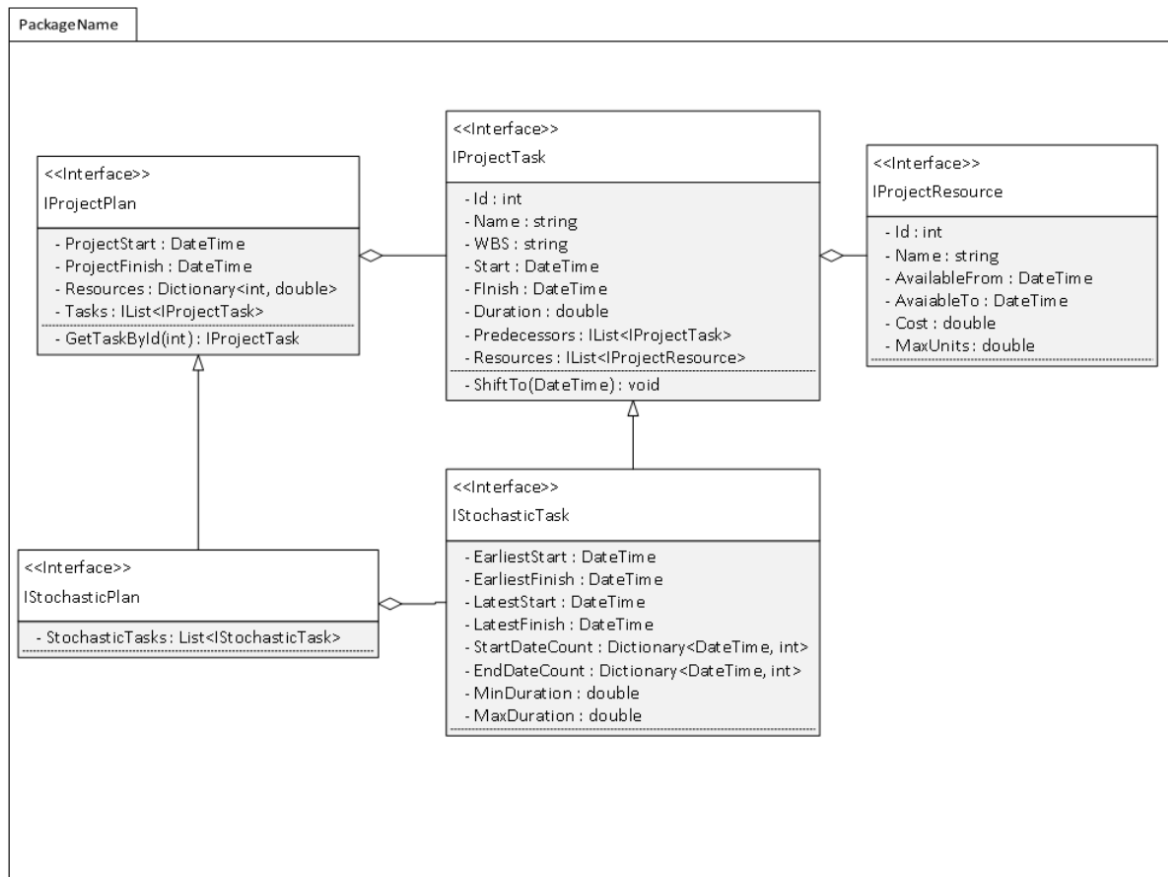 PackageName
<<Interface>>
IProjectPlan
- ProjectStart : DateTime
- ProjectFinish : DateTime
- Resources : Dictionary<int, double>
- Tasks : IList<IProjectTask>
- GetTaskById(int) : IProjectTask
<<Interface>>
IProjectTask
- Id : int
- Name : string
- WBS : string
- Start : DateTime
- FInish : DateTime
- Duration : double
- Predecessors : IList<IProjectTask>
- Resources : IList<IProjectResource>
- ShiftTo(DateTime) : void
<<Interface>>
IProjectResource
- Id : int
- Name : string
- AvailableFrom : DateTime
- AvaiableTo : DateTime
- Cost : double
- MaxUnits : double
<<Interface>>
IStochasticPlan
- StochasticTasks : List<IStochasticTask>
<<Interface>>
IStochasticTask
- EarliestStart : DateTime
- EarliestFinish : DateTime
- LatestStart : DateTime
- LatestFinish : DateTime
- StartDateCount : Dictionary<DateTime, int>
- EndDateCount : Dictionary<DateTime, int>
- MinDuration : double
- MaxDuration : double